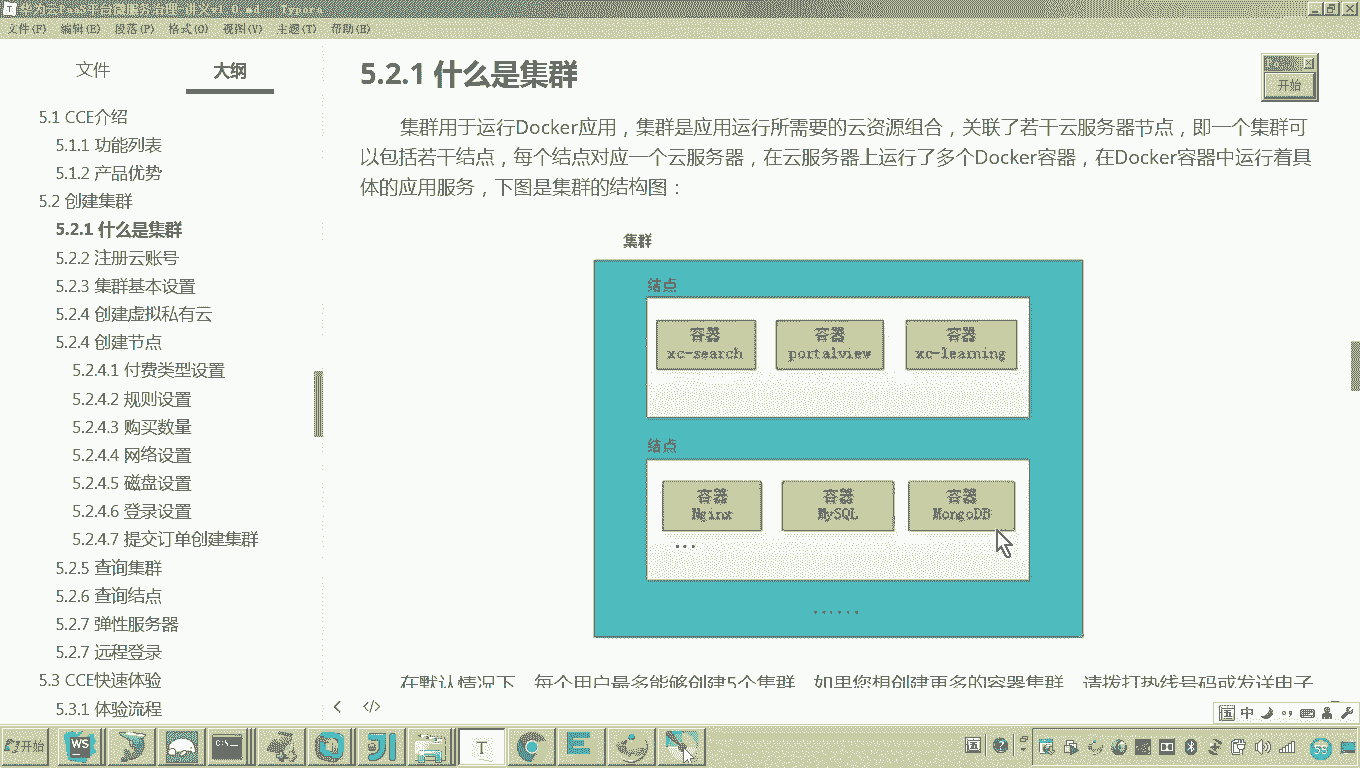 华为云PaaS平台微服务治理-讲义v1.0.md - Typora
文件(F) 编辑(E) 段落(P) 格式(O) 视图(V) 主题(T) 帮助(H)
文件 大纲
5.1 CCE介绍
5.1.1 功能列表
5.1.2 产品优势
5.2 创建集群
5.2.1 什么是集群
5.2.2 注册云账号
5.2.3 集群基本设置
5.2.4 创建虚拟私有云
5.2.4 创建节点
5.2.4.1 付费类型设置
5.2.4.2 规则设置
5.2.4.3 购买数量
5.2.4.4 网络设置
5.2.4.5 磁盘设置
5.2.4.6 登录设置
5.2.4.7 提交订单创建集群
5.2.5 查询集群
5.2.6 查询结点
5.2.7 弹性服务器
5.2.7 远程登录
5.3 CCE快速体验
5.3.1 体验流程
5.2.1 什么是集群
开始
集群用于运行Docker应用，集群是应用运行所需要的云资源组合，关联了若干云服务器节点，即一个集群可
以包括若干结点，每个结点对应一个云服务器，在云服务器上运行了多个Docker容器，在Docker容器中运行着具
体的应用服务，下图是集群的结构图：
集群
结点
容器
xc-search
容器
portalview
容器
xc-learning
结点
容器
Nginx
容器
MySQL
容器
MongoDB
...
......
在默认情况下，每个用户最多能够创建5个集群，如果您想创建更多的容器集群，请拨打热线号码或发送电子
中
开始
WS
C:\
JI
T
E
58